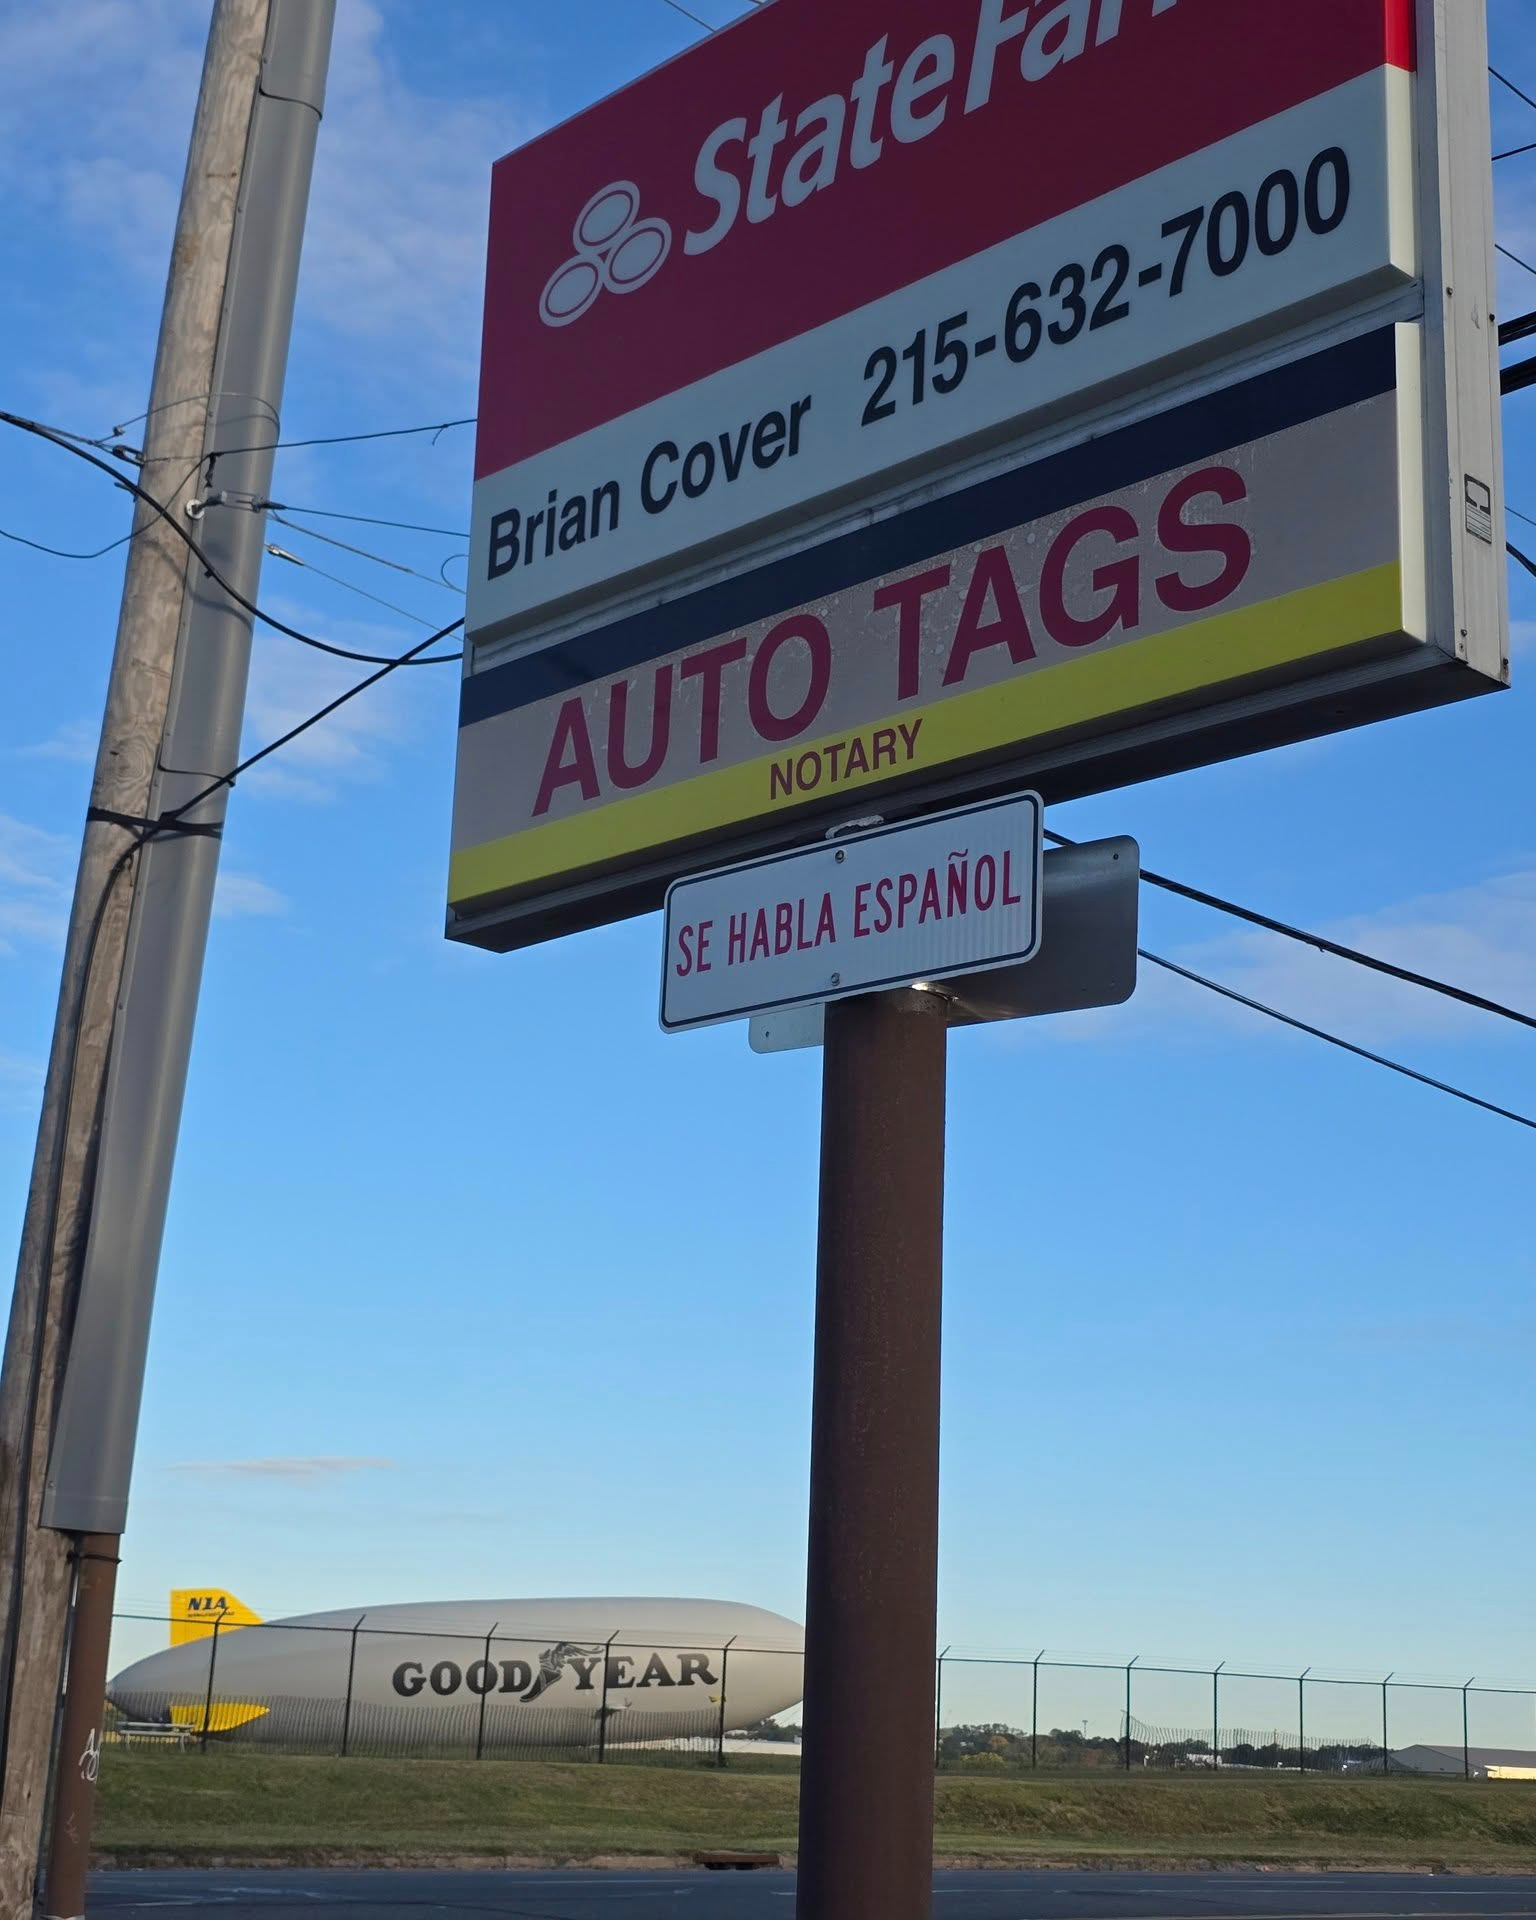 StateFar
Brian Cover 215-632-7000
AUTO TAGS
NOTARY
SE HABLA ESPAÑOL
N1A
GOODYEAR